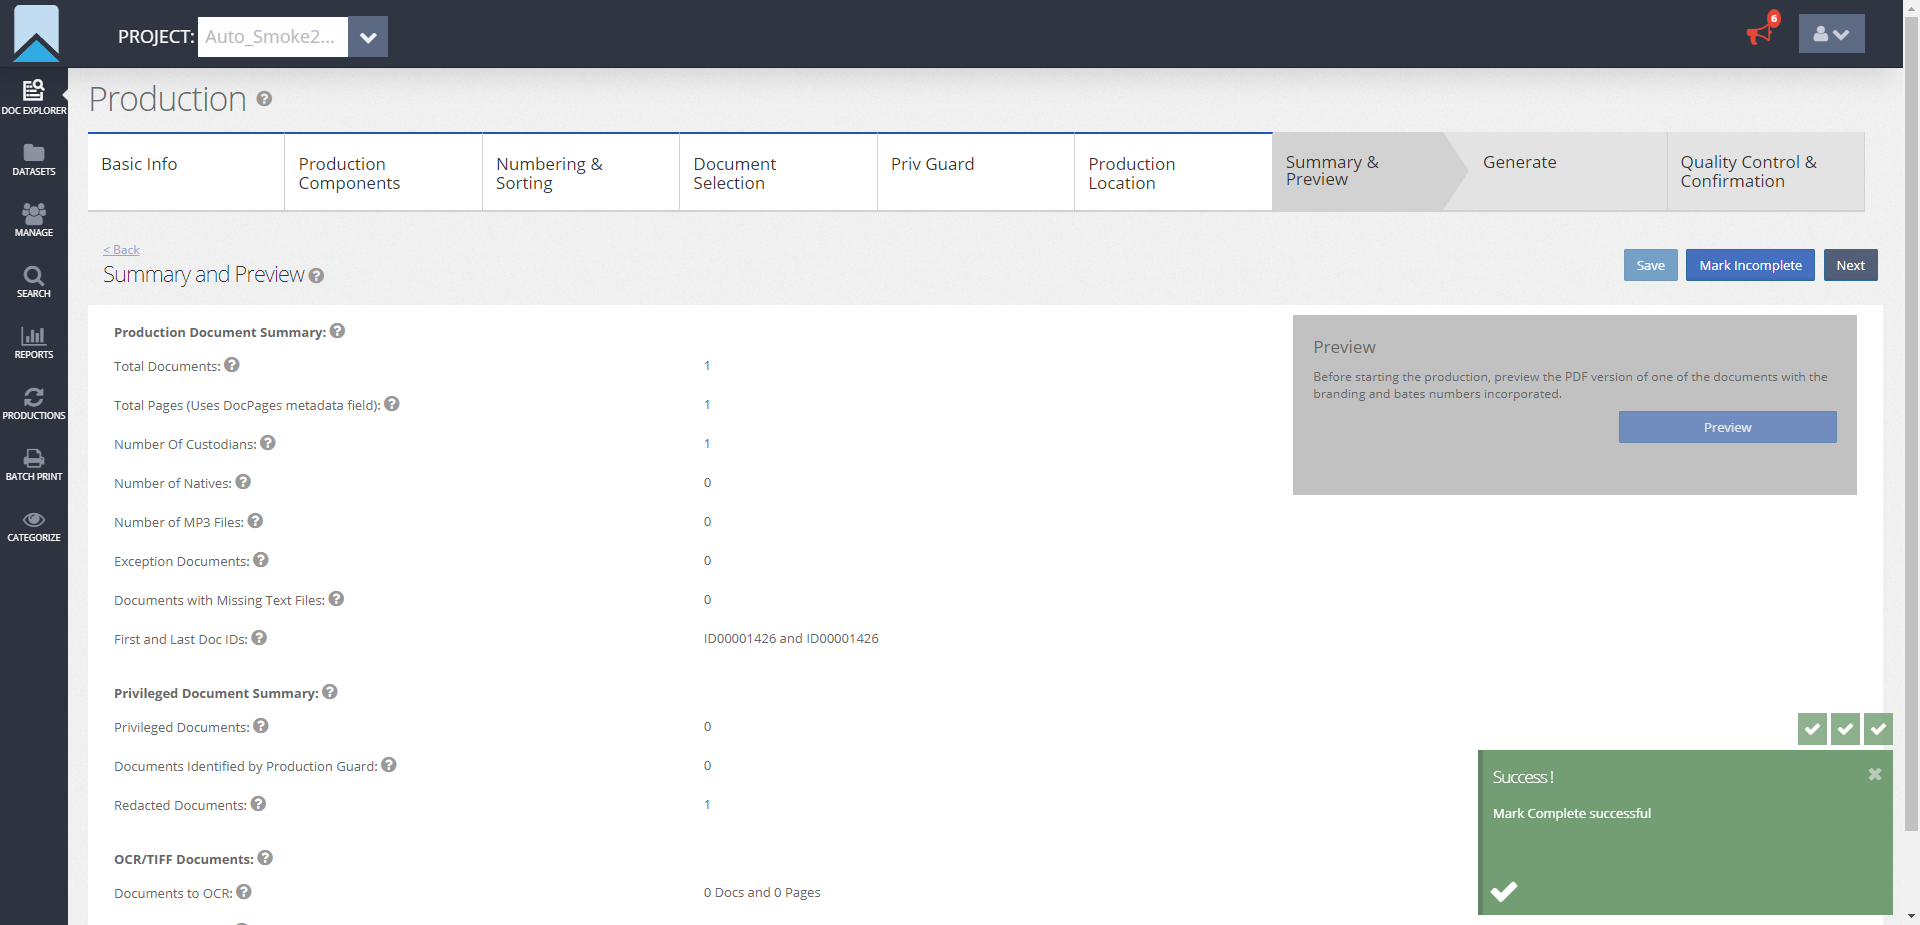 PROJECT: Auto_Smoke2...
6
DOC EXPLORER
DATASETS
MANAGE
SEARCH
REPORTS
PRODUCTIONS
BATCH PRINT
CATEGORIZE
Production ?
Basic Info
Production
Components
Numbering &
Sorting
Document
Selection
Priv Guard
Production
Location
Summary &
Preview
Generate
Quality Control &
Confirmation
< Back
Summary and Preview ?
Save
Mark Incomplete
Next
Production Document Summary: ?
Total Documents: ? 1
Total Pages (Uses DocPages metadata field): ? 1
Number Of Custodians: ? 1
Number of Natives: ? 0
Number of MP3 Files: ? 0
Exception Documents: ? 0
Documents with Missing Text Files: ? 0
First and Last Doc IDs: ? ID00001426 and ID00001426
Privileged Document Summary: ?
Privileged Documents: ? 0
Documents Identified by Production Guard: ? 0
Redacted Documents: ? 1
OCR/TIFF Documents: ?
Documents to OCR: ? 0 Docs and 0 Pages
Preview
Before starting the production, preview the PDF version of one of the documents with the
branding and bates numbers incorporated.
Preview
Success !
Mark Complete successful